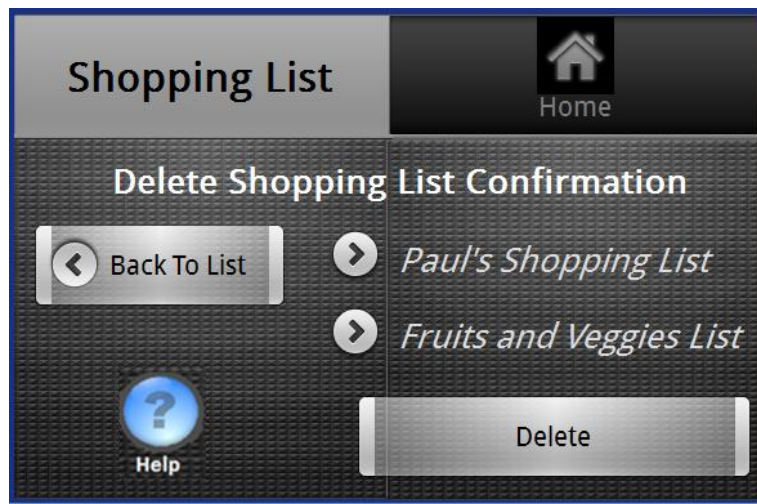 Shopping List
Home
Delete Shopping List Confirmation
Back To List
Paul's Shopping List
Fruits and Veggies List
?
Help
Delete